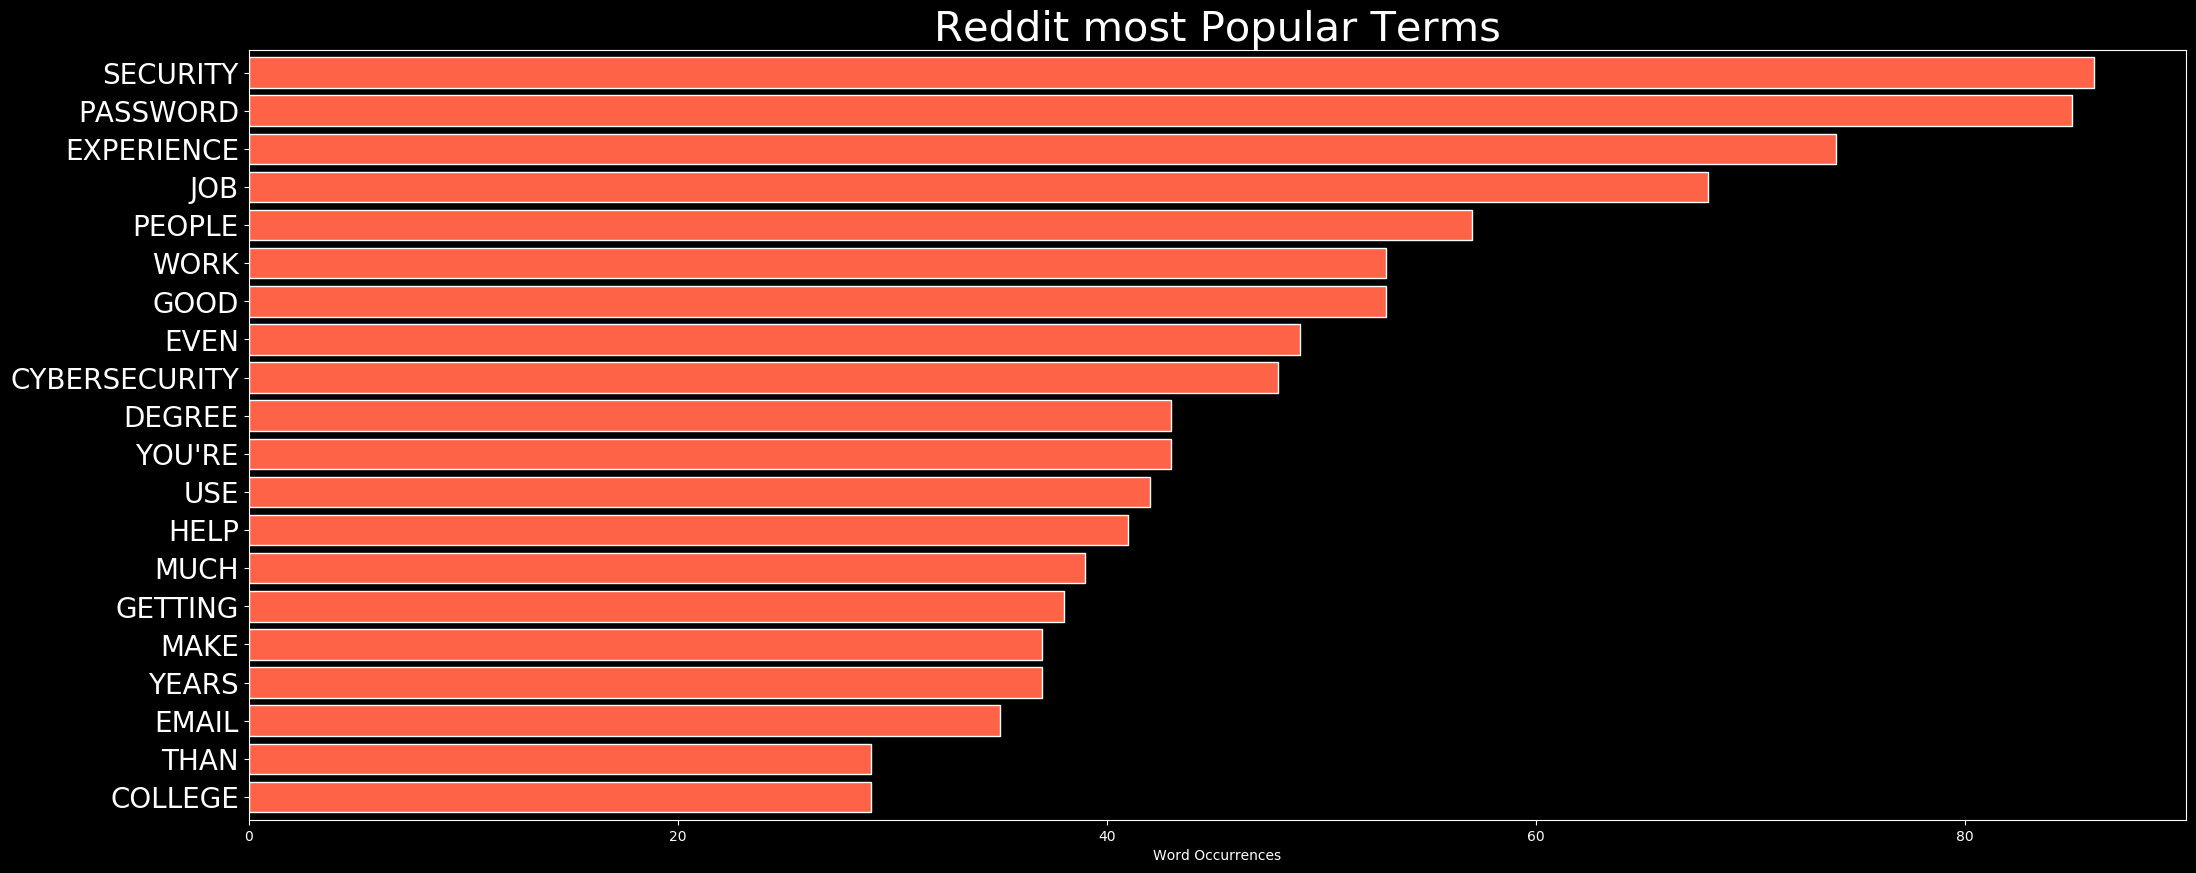 Reddit most Popular Terms
SECURITY
PASSWORD
EXPERIENCE
JOB
PEOPLE
WORK
GOOD
EVEN
CYBERSECURITY
DEGREE
YOU'RE
USE
HELP
MUCH
GETTING
MAKE
YEARS
EMAIL
THAN
COLLEGE
0 20 40 60 80
Word Occurrences